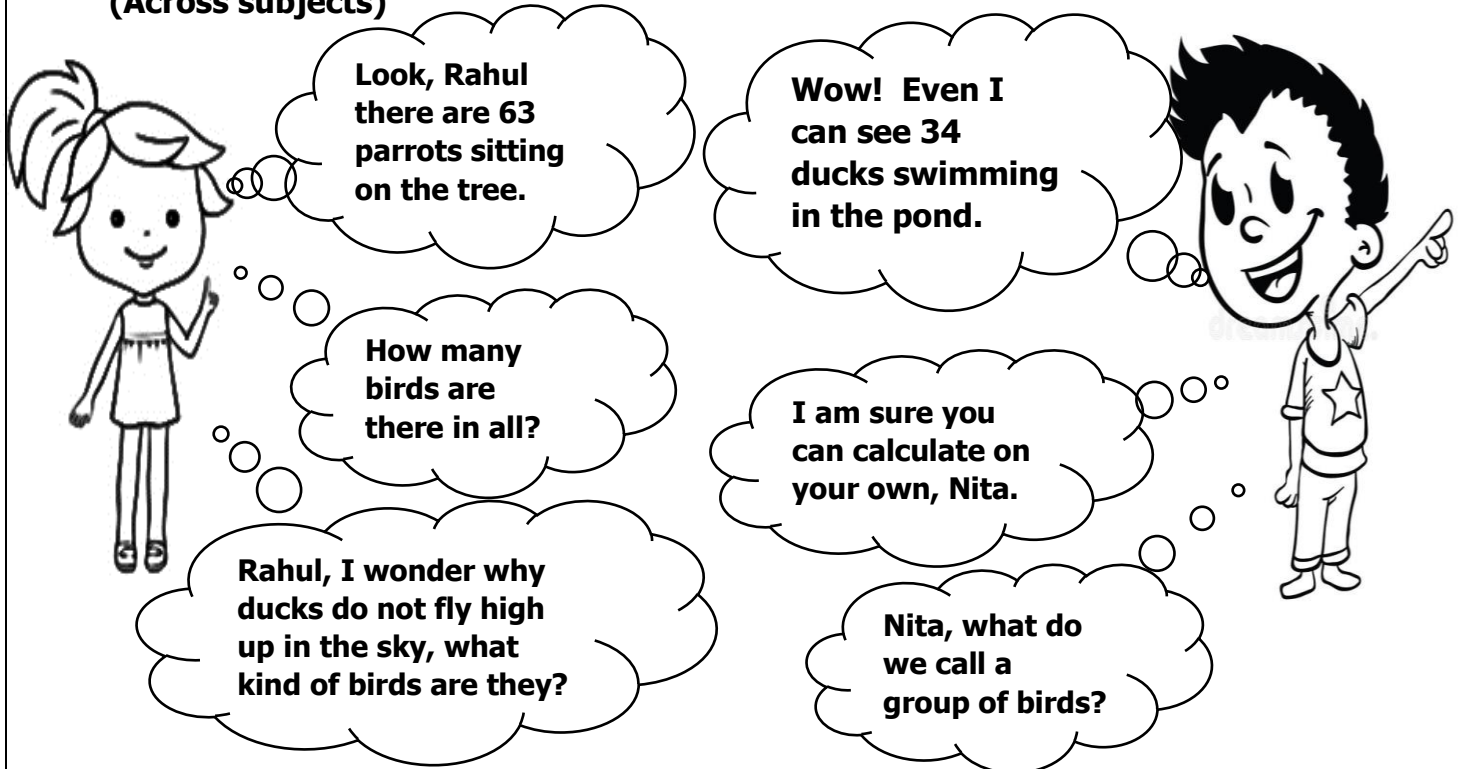 (Across subjects)
Look, Rahul
there are 63
parrots sitting
on the tree.
Wow!  Even I
can see 34
ducks swimming
in the pond.
How many
birds are
there in all?
I am sure you
can calculate on
your own, Nita.
Rahul, I wonder why
ducks do not fly high
up in the sky, what
kind of birds are they?
Nita, what do
we call a
group of birds?